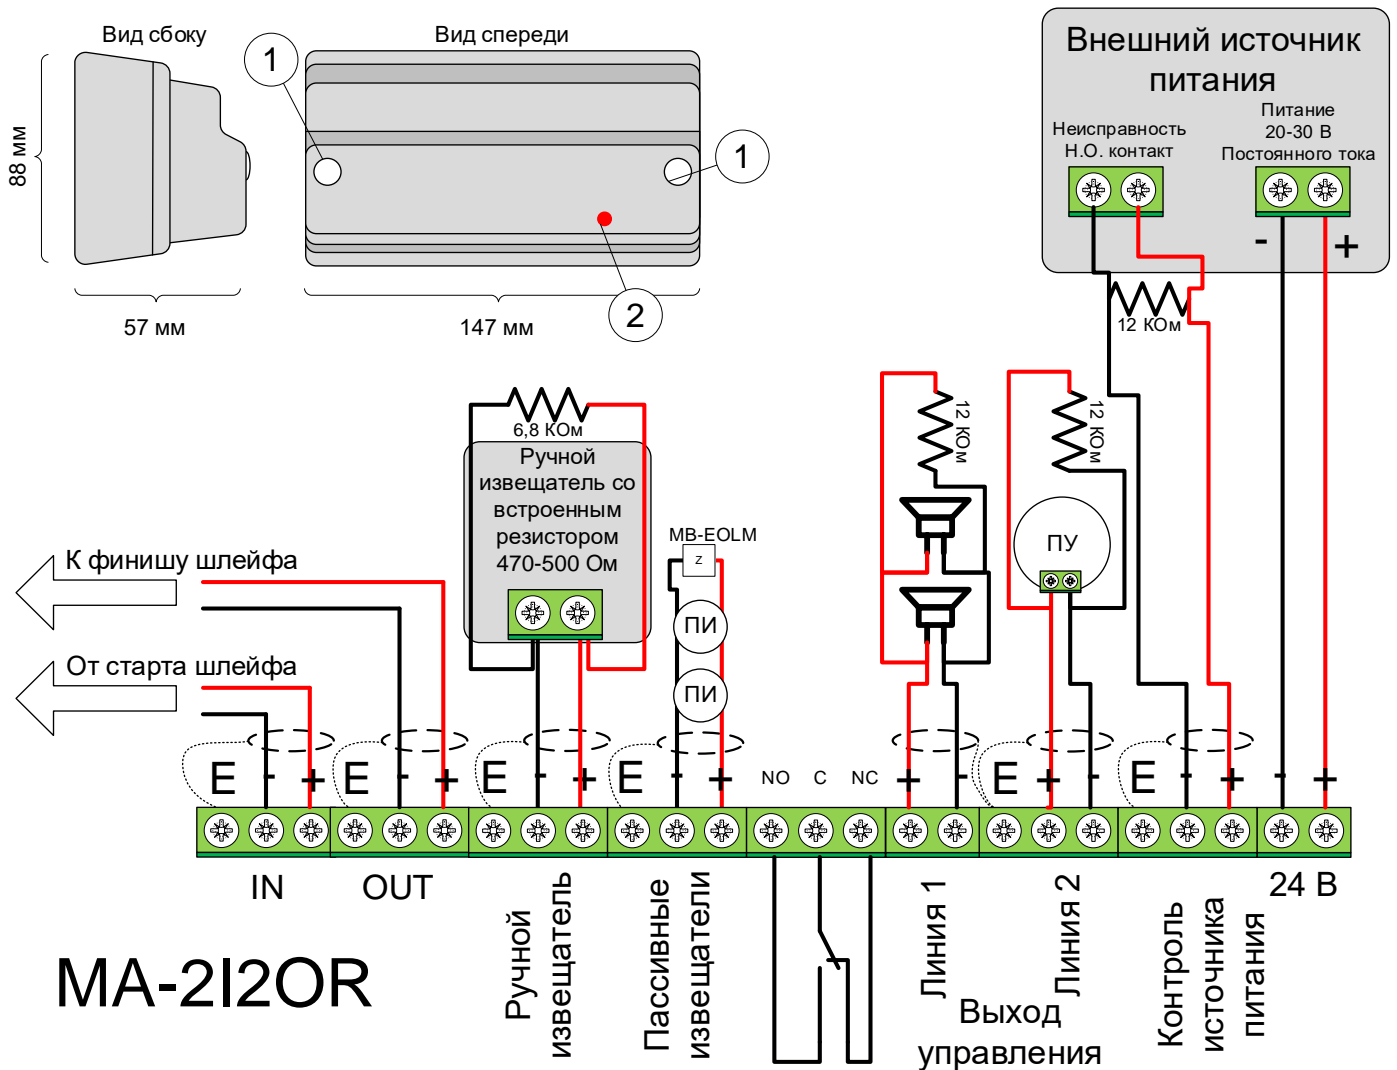 Вид сбоку
Вид спереди
1
1
2
88 мм
57 мм
147 мм
Внешний источник
питания
Неисправность
Н.О. контакт
Питание
20-30 В
Постоянного тока
-
+
12 КОм
6,8 КОм
Ручной
извещатель со
встроенным
резистором
470-500 Ом
MB-EOLM
z
ПИ
ПИ
12 КОм
12 КОм
ПУ
К финишу шлейфа
От старта шлейфа
E - +
E - +
E - +
E - +
NO C NC
+ -
E + -
E - +
- +
IN
OUT
Ручной
извещатель
Пассивные
извещатели
Линия 1
Линия 2
Выход
управления
Контроль
источника
питания
24 В
MA-2I2OR